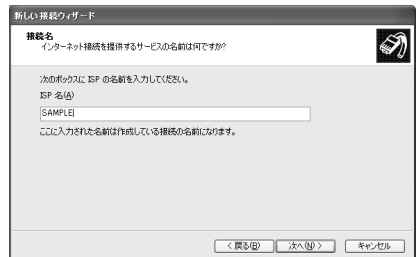 新しい接続ウィザード
接続名
インターネット接続を提供するサービスの名前は何ですか?
次のボックスに ISP の名前を入力してください。
ISP 名(A)
SAMPLE
ここに入力された名前は作成している接続の名前になります。
< 戻る(B) 次へ(N) > キャンセル